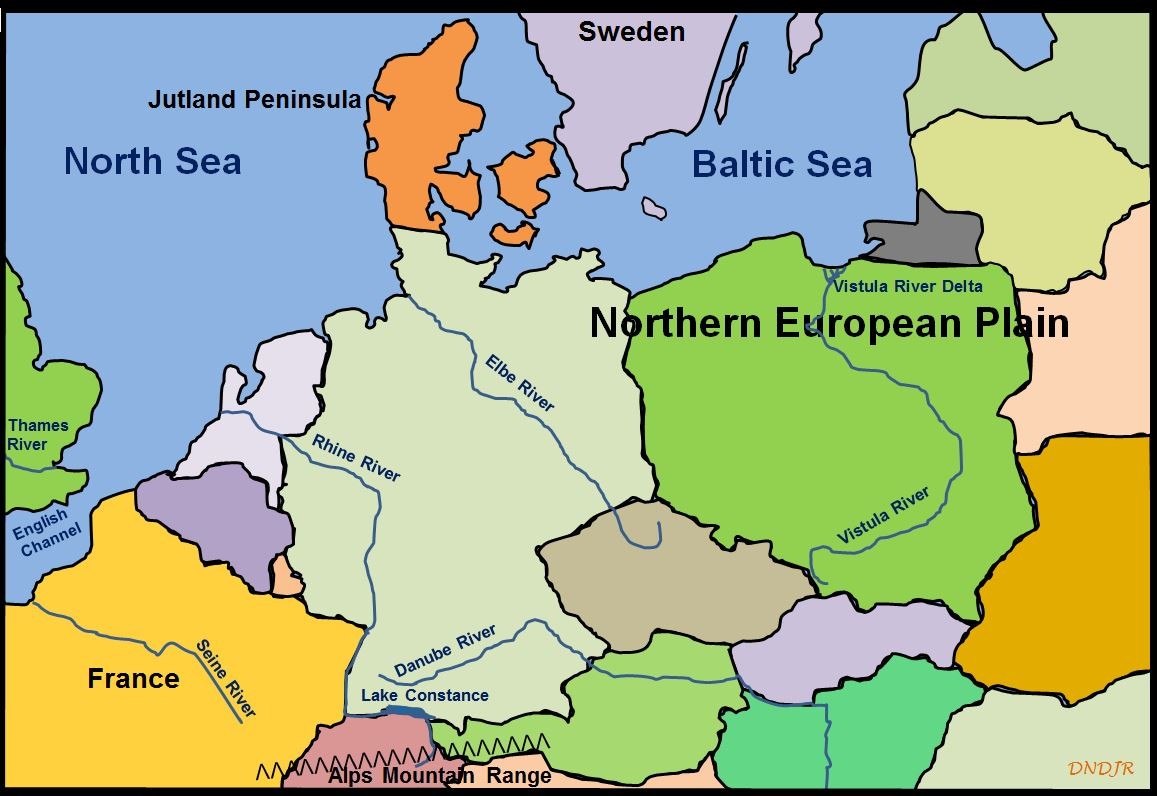 Sweden
Jutland Peninsula
North Sea
Baltic Sea
Vistula River Delta
Northern European Plain
Elbe River
Thames
River
Rhine River
English
Channel
Vistula River
Danube River
Seine River
France
Lake Constance
Alps Mountain Range
DNDJR